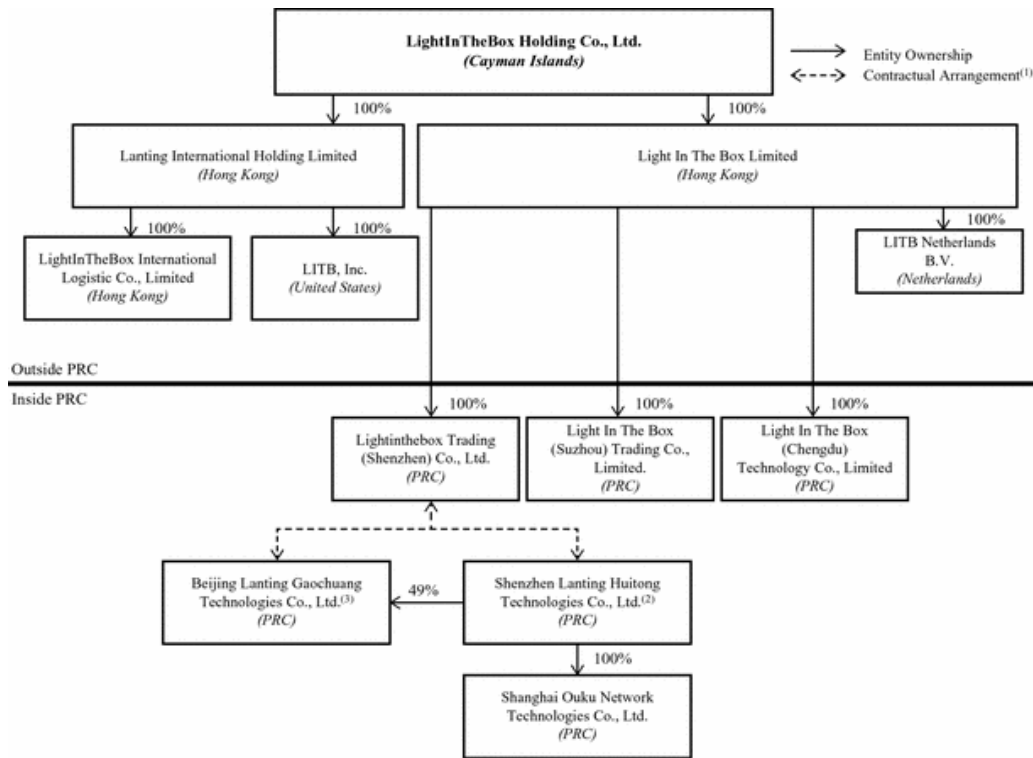 LightInTheBox Holding Co., Ltd.
(Cayman Islands)
Entity Ownership
Contractual Arrangement(1)
100%
100%
Lanting International Holding Limited
(Hong Kong)
Light In The Box Limited
(Hong Kong)
100%
100%
100%
LightInTheBox International
Logistic Co., Limited
(Hong Kong)
LITB, Inc.
(United States)
LITB Netherlands
B.V.
(Netherlands)
Outside PRC
Inside PRC
100%
100%
100%
Lightinthebox Trading
(Shenzhen) Co., Ltd.
(PRC)
Light In The Box
(Suzhou) Trading Co.,
Limited.
(PRC)
Light In The Box
(Chengdu)
Technology Co., Limited
(PRC)
Beijing Lanting Gaochuang
Technologies Co., Ltd.(3)
(PRC)
49%
Shenzhen Lanting Huitong
Technologies Co., Ltd.(2)
(PRC)
100%
Shanghai Ouku Network
Technologies Co., Ltd.
(PRC)